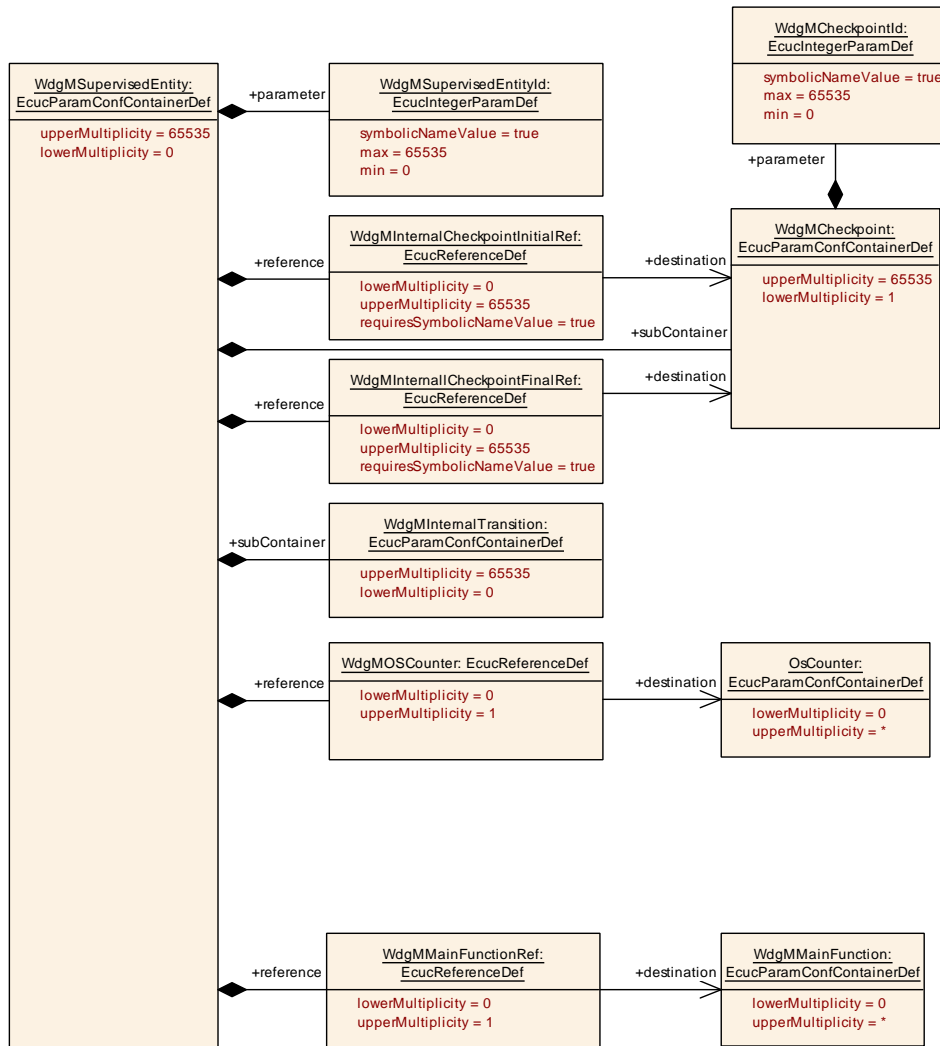 WdgMCheckpointId:
EcucIntegerParamDef
symbolicNameValue = true
max = 65535
min = 0
WdgMSupervisedEntity:
EcucParamConfContainerDef
upperMultiplicity = 65535
lowerMultiplicity = 0
+parameter
WdgMSupervisedEntityId:
EcucIntegerParamDef
symbolicNameValue = true
max = 65535
min = 0
+parameter
WdgMCheckpoint:
EcucParamConfContainerDef
upperMultiplicity = 65535
lowerMultiplicity = 1
+reference
WdgMInternalCheckpointInitialRef:
EcucReferenceDef
lowerMultiplicity = 0
upperMultiplicity = 65535
requiresSymbolicNameValue = true
+destination
+subContainer
+reference
WdgMInternallCheckpointFinalRef:
EcucReferenceDef
lowerMultiplicity = 0
upperMultiplicity = 65535
requiresSymbolicNameValue = true
+destination
+subContainer
WdgMInternalTransition:
EcucParamConfContainerDef
upperMultiplicity = 65535
lowerMultiplicity = 0
+reference
WdgMOSCounter: EcucReferenceDef
lowerMultiplicity = 0
upperMultiplicity = 1
+destination
OsCounter:
EcucParamConfContainerDef
lowerMultiplicity = 0
upperMultiplicity = *
+reference
WdgMMainFunctionRef:
EcucReferenceDef
lowerMultiplicity = 0
upperMultiplicity = 1
+destination
WdgMMainFunction:
EcucParamConfContainerDef
lowerMultiplicity = 0
upperMultiplicity = *